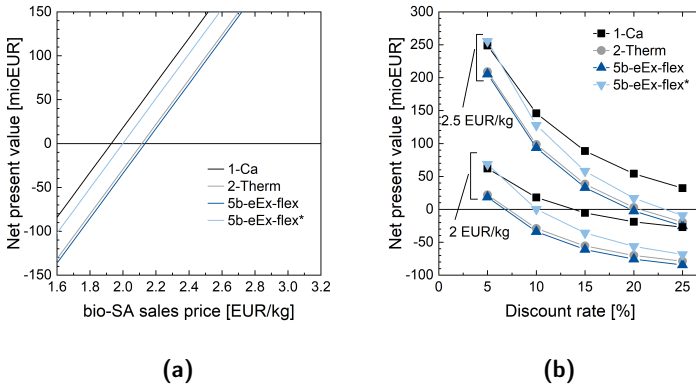 150
100
50
0
-50
-100
-150
1.6 1.8 2.0 2.2 2.4 2.6 2.8 3.0 3.2
Net present value [mioEUR]
bio-SA sales price [EUR/kg]
1-Ca
2-Therm
5b-eEx-flex
5b-eEx-flex*
(a)
300
250
200
150
100
50
0
-50
-100
0 5 10 15 20 25
Net present value [mioEUR]
Discount rate [%]
1-Ca
2-Therm
5b-eEx-flex
5b-eEx-flex*
2.5 EUR/kg
2 EUR/kg
(b)